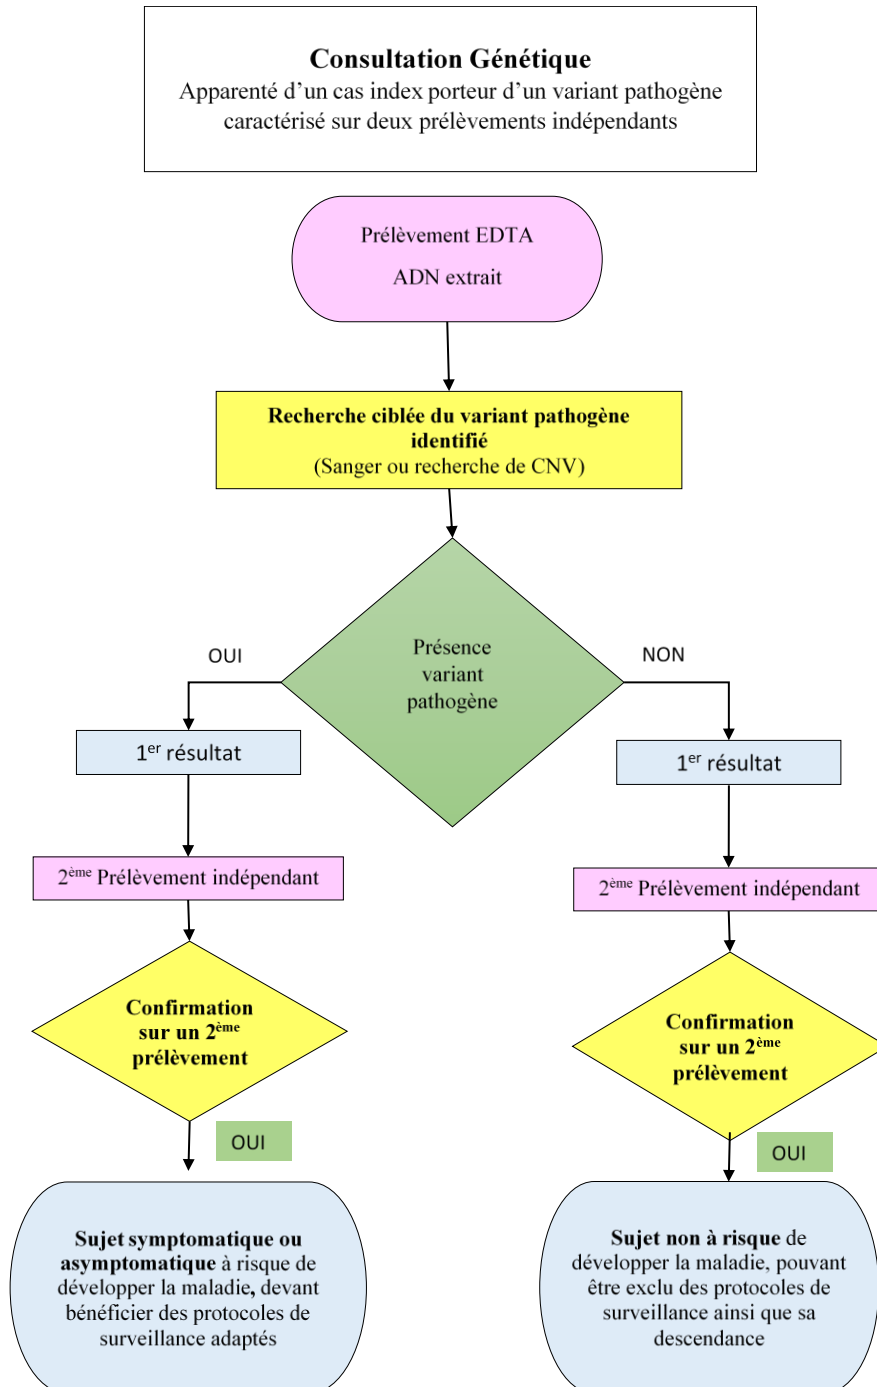 Consultation Génétique
Apparenté d'un cas index porteur d'un variant pathogène
caractérisé sur deux prélèvements indépendants
Prélèvement EDTA
ADN extrait
Recherche ciblée du variant pathogène
identifié
(Sanger ou recherche de CNV)
Présence
variant
pathogène
OUI
NON
1er résultat
1er résultat
2ème Prélèvement indépendant
2ème Prélèvement indépendant
Confirmation
sur un 2ème
prélèvement
Confirmation
sur un 2ème
prélèvement
OUI
OUI
Sujet symptomatique ou
asymptomatique à risque de
développer la maladie, devant
bénéficier des protocoles de
surveillance adaptés
Sujet non à risque de
développer la maladie, pouvant
être exclu des protocoles de
surveillance ainsi que sa
descendance